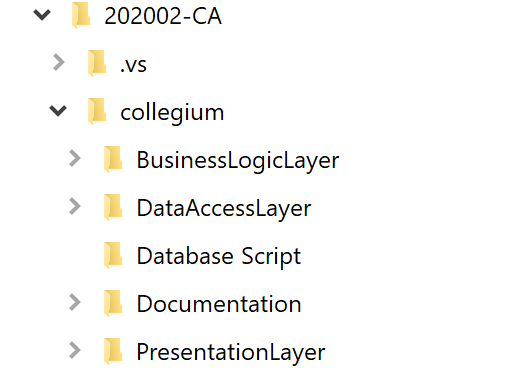 202002-CA
.vs
collegium
BusinessLogicLayer
DataAccessLayer
Database Script
Documentation
PresentationLayer